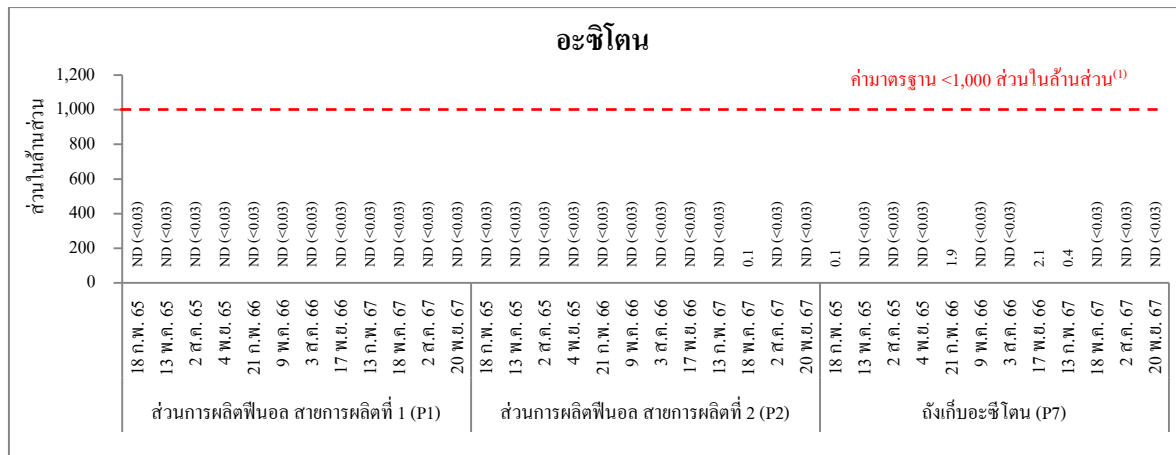 อะซิโตน
ค่ามาตรฐาน <1,000 ส่วนในล้านส่วน(1)
ส่วนในล้านส่วน
1,200
1,000
800
600
400
200
0
ND (<0.03) ND (<0.03) ND (<0.03) ND (<0.03) ND (<0.03) ND (<0.03) ND (<0.03) ND (<0.03) ND (<0.03) ND (<0.03) ND (<0.03) ND (<0.03) ND (<0.03) ND (<0.03) ND (<0.03) ND (<0.03) ND (<0.03) ND (<0.03) ND (<0.03) ND (<0.03) ND (<0.03) 0.1 ND (<0.03) ND (<0.03) 0.1 ND (<0.03) ND (<0.03) ND (<0.03) 1.9 ND (<0.03) ND (<0.03) 2.1 0.4 ND (<0.03) ND (<0.03) ND (<0.03)
18 ก.พ. 65 13 พ.ค. 65 2 ส.ค. 65 4 พ.ย. 65 21 ก.พ. 66 9 พ.ค. 66 3 ส.ค. 66 17 พ.ย. 66 13 ก.พ. 67 18 พ.ค. 67 2 ส.ค. 67 20 พ.ย. 67 18 ก.พ. 65 13 พ.ค. 65 2 ส.ค. 65 4 พ.ย. 65 21 ก.พ. 66 9 พ.ค. 66 3 ส.ค. 66 17 พ.ย. 66 13 ก.พ. 67 18 พ.ค. 67 2 ส.ค. 67 20 พ.ย. 67 18 ก.พ. 65 13 พ.ค. 65 2 ส.ค. 65 4 พ.ย. 65 21 ก.พ. 66 9 พ.ค. 66 3 ส.ค. 66 17 พ.ย. 66 13 ก.พ. 67 18 พ.ค. 67 2 ส.ค. 67 20 พ.ย. 67
ส่วนการผลิตฟีนอล สายการผลิตที่ 1 (P1) ส่วนการผลิตฟีนอล สายการผลิตที่ 2 (P2) ถังเก็บอะซีโตน (P7)